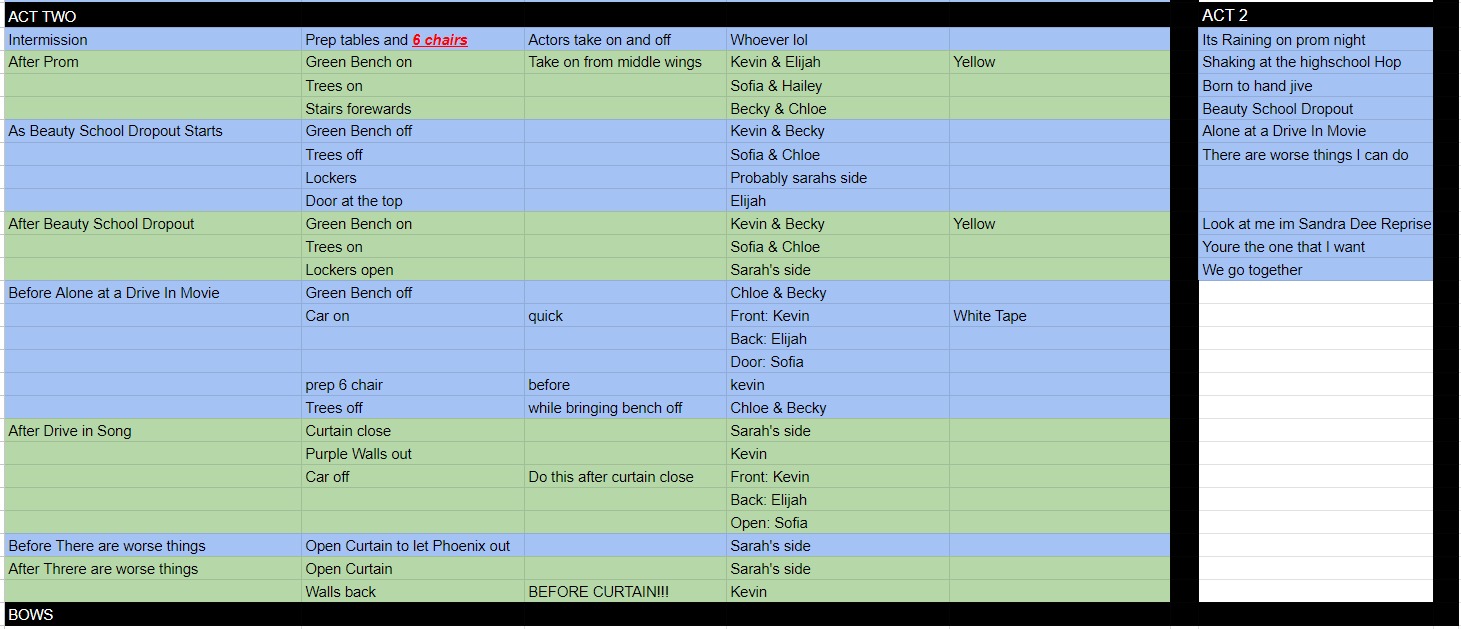 ACT TWO
Intermission Prep tables and 6 chairs Actors take on and off Whoever lol
After Prom Green Bench on Take on from middle wings Kevin & Elijah Yellow
Trees on Sofia & Hailey
Stairs forewards Becky & Chloe
As Beauty School Dropout Starts Green Bench off Kevin & Becky
Trees off Sofia & Chloe
Lockers Probably sarahs side
Door at the top Elijah
After Beauty School Dropout Green Bench on Kevin & Becky Yellow
Trees on Sofia & Chloe
Lockers open Sarah's side
Before Alone at a Drive In Movie Green Bench off Chloe & Becky
Car on quick Front: Kevin White Tape
Back: Elijah
Door: Sofia
prep 6 chair before kevin
Trees off while bringing bench off Chloe & Becky
After Drive in Song Curtain close Sarah's side
Purple Walls out Kevin
Car off Do this after curtain close Front: Kevin
Back: Elijah
Open: Sofia
Before There are worse things Open Curtain to let Phoenix out Sarah's side
After Threre are worse things Open Curtain Sarah's side
Walls back BEFORE CURTAIN!!! Kevin
BOWS
ACT 2
Its Raining on prom night
Shaking at the highschool Hop
Born to hand jive
Beauty School Dropout
Alone at a Drive In Movie
There are worse things I can do
Look at me im Sandra Dee Reprise
Youre the one that I want
We go together